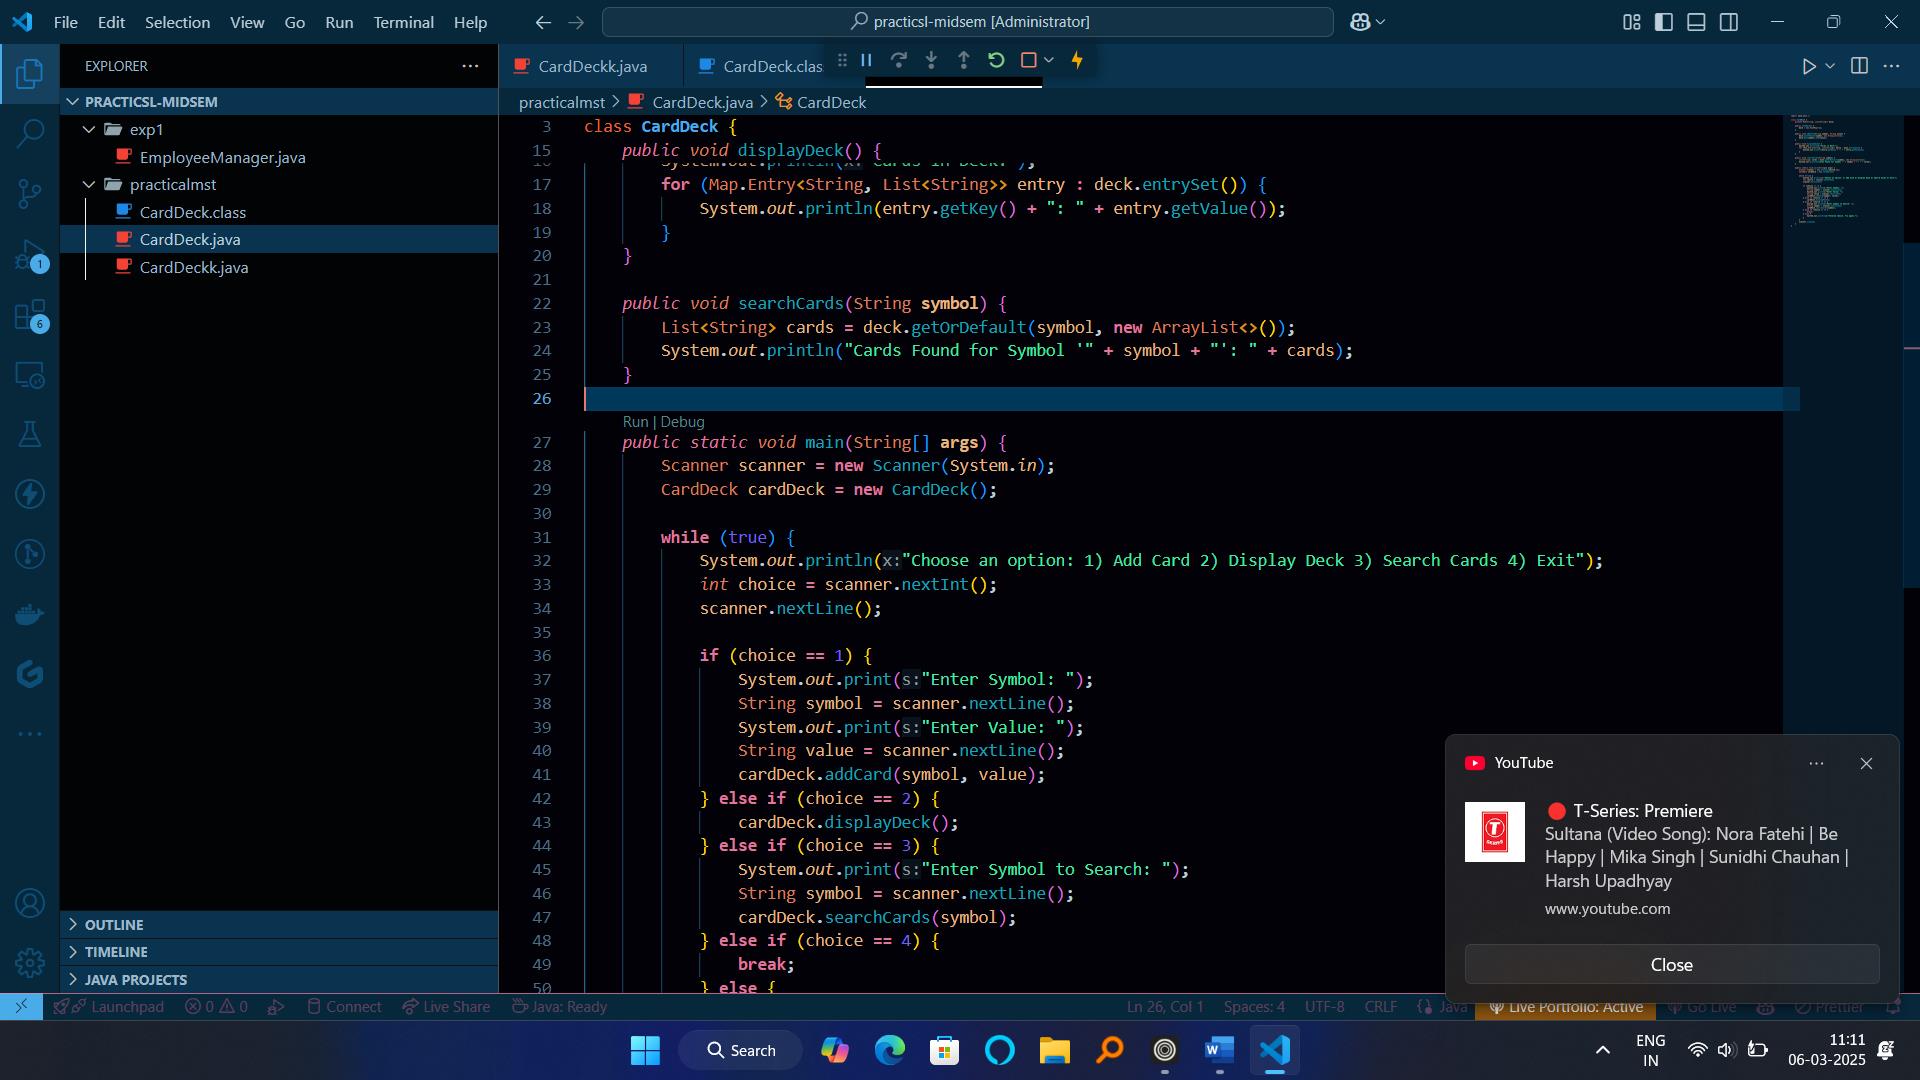 File Edit Selection View Go Run Terminal Help
practicsl-midsem [Administrator]
EXPLORER
PRACTICSL-MIDSEM
exp1
EmployeeManager.java
practicalmst
CardDeck.class
CardDeck.java
CardDeckk.java
1
6
OUTLINE
TIMELINE
JAVA PROJECTS
CardDeckk.java CardDeck.clas
practicalmst > CardDeck.java > CardDeck
3 class CardDeck {
15 public void displayDeck() {
16 System.out.println(x:"Cards in Deck:");
17 for (Map.Entry<String, List<String>> entry : deck.entrySet()) {
18 System.out.println(entry.getKey() + ": " + entry.getValue());
19 }
20 }
21
22 public void searchCards(String symbol) {
23 List<String> cards = deck.getOrDefault(symbol, new ArrayList<>());
24 System.out.println("Cards Found for Symbol '" + symbol + "': " + cards);
25 }
26
Run | Debug
27 public static void main(String[] args) {
28 Scanner scanner = new Scanner(System.in);
29 CardDeck cardDeck = new CardDeck();
30
31 while (true) {
32 System.out.println(x:"Choose an option: 1) Add Card 2) Display Deck 3) Search Cards 4) Exit");
33 int choice = scanner.nextInt();
34 scanner.nextLine();
35
36 if (choice == 1) {
37 System.out.print(s:"Enter Symbol: ");
38 String symbol = scanner.nextLine();
39 System.out.print(s:"Enter Value: ");
40 String value = scanner.nextLine();
41 cardDeck.addCard(symbol, value);
42 } else if (choice == 2) {
43 cardDeck.displayDeck();
44 } else if (choice == 3) {
45 System.out.print(s:"Enter Symbol to Search: ");
46 String symbol = scanner.nextLine();
47 cardDeck.searchCards(symbol);
48 } else if (choice == 4) {
49 break;
50 } else {
YouTube
T-Series: Premiere
Sultana (Video Song): Nora Fatehi | Be
Happy | Mika Singh | Sunidhi Chauhan |
Harsh Upadhyay
www.youtube.com
Close
Launchpad 0 0 Connect Live Share Java: Ready Ln 26, Col 1 Spaces: 4 UTF-8 CRLF {} Java Live Portfolio: Active Go Live Prettier
Search
ENG
IN
11:11
06-03-2025